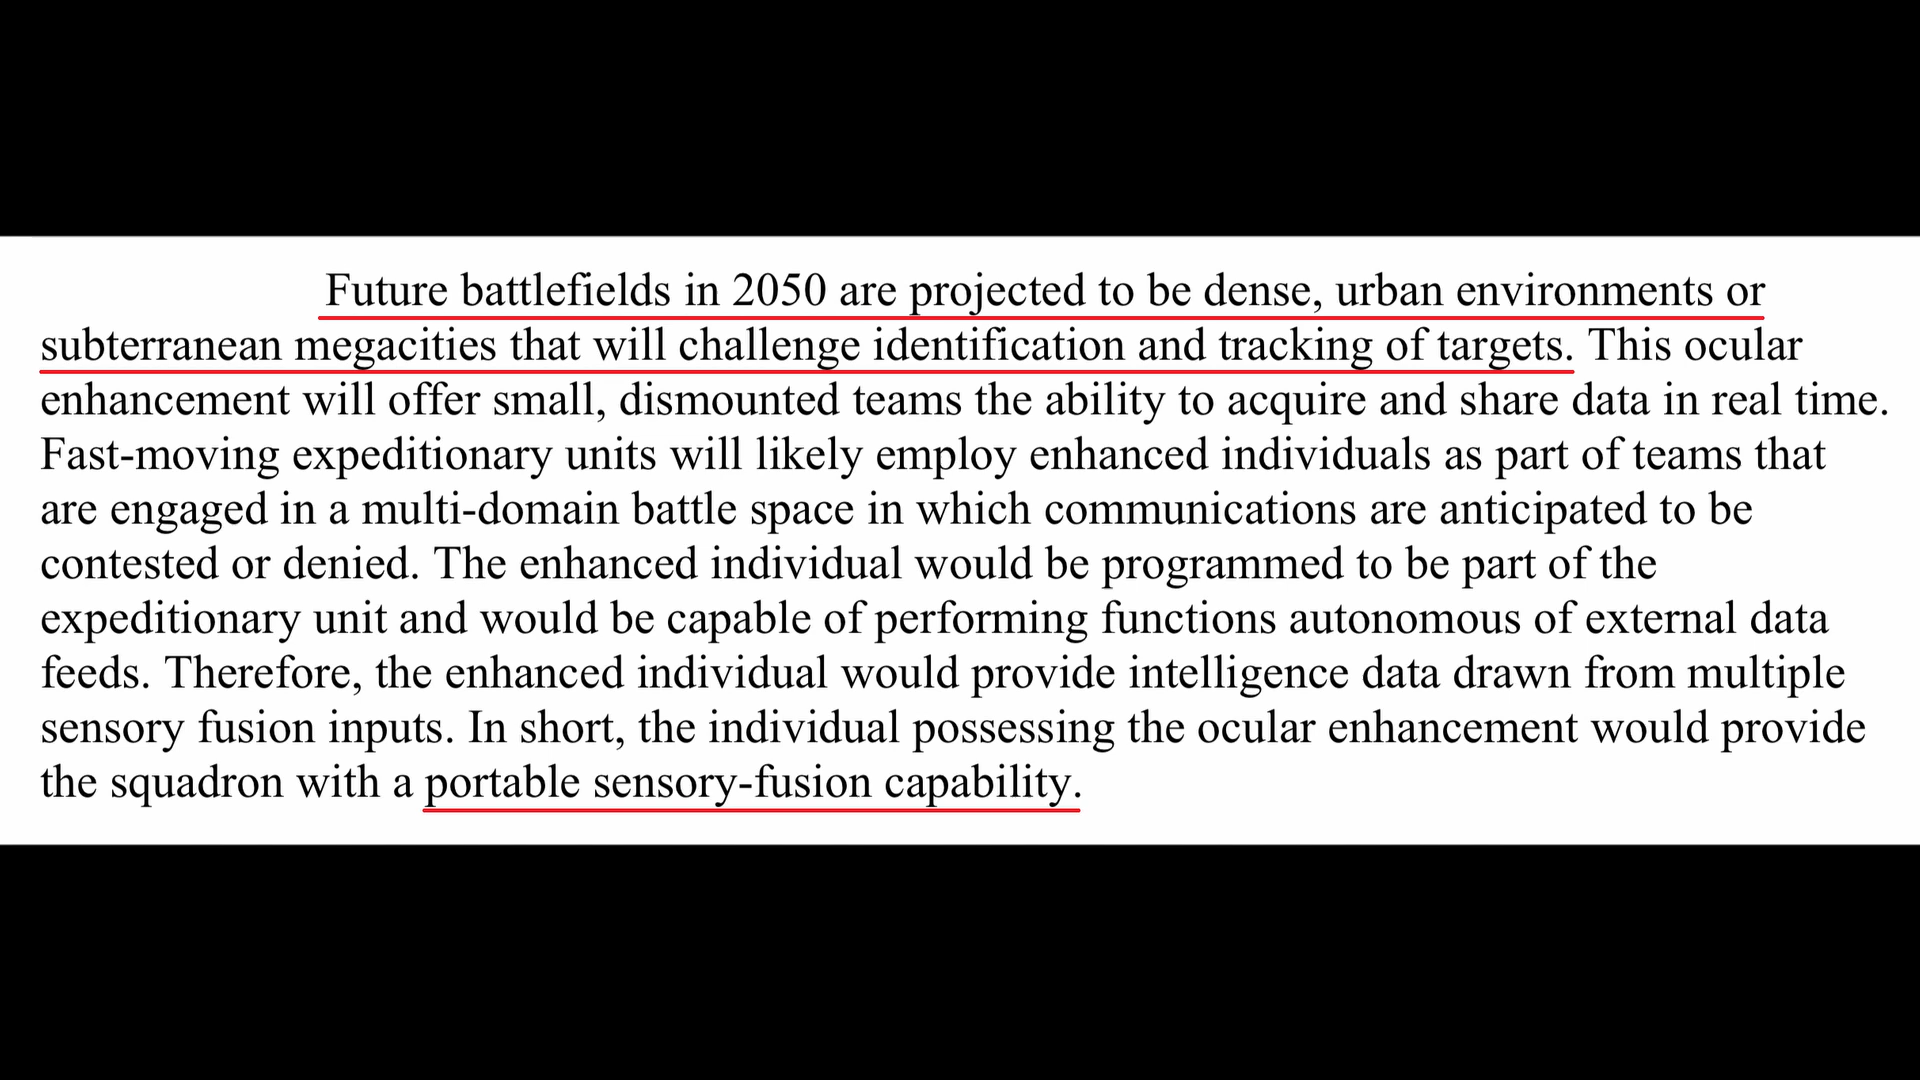 Future battlefields in 2050 are projected to be dense, urban environments or
subterranean megacities that will challenge identification and tracking of targets. This ocular
enhancement will offer small, dismounted teams the ability to acquire and share data in real time.
Fast-moving expeditionary units will likely employ enhanced individuals as part of teams that
are engaged in a multi-domain battle space in which communications are anticipated to be
contested or denied. The enhanced individual would be programmed to be part of the
expeditionary unit and would be capable of performing functions autonomous of external data
feeds. Therefore, the enhanced individual would provide intelligence data drawn from multiple
sensory fusion inputs. In short, the individual possessing the ocular enhancement would provide
the squadron with a portable sensory-fusion capability.